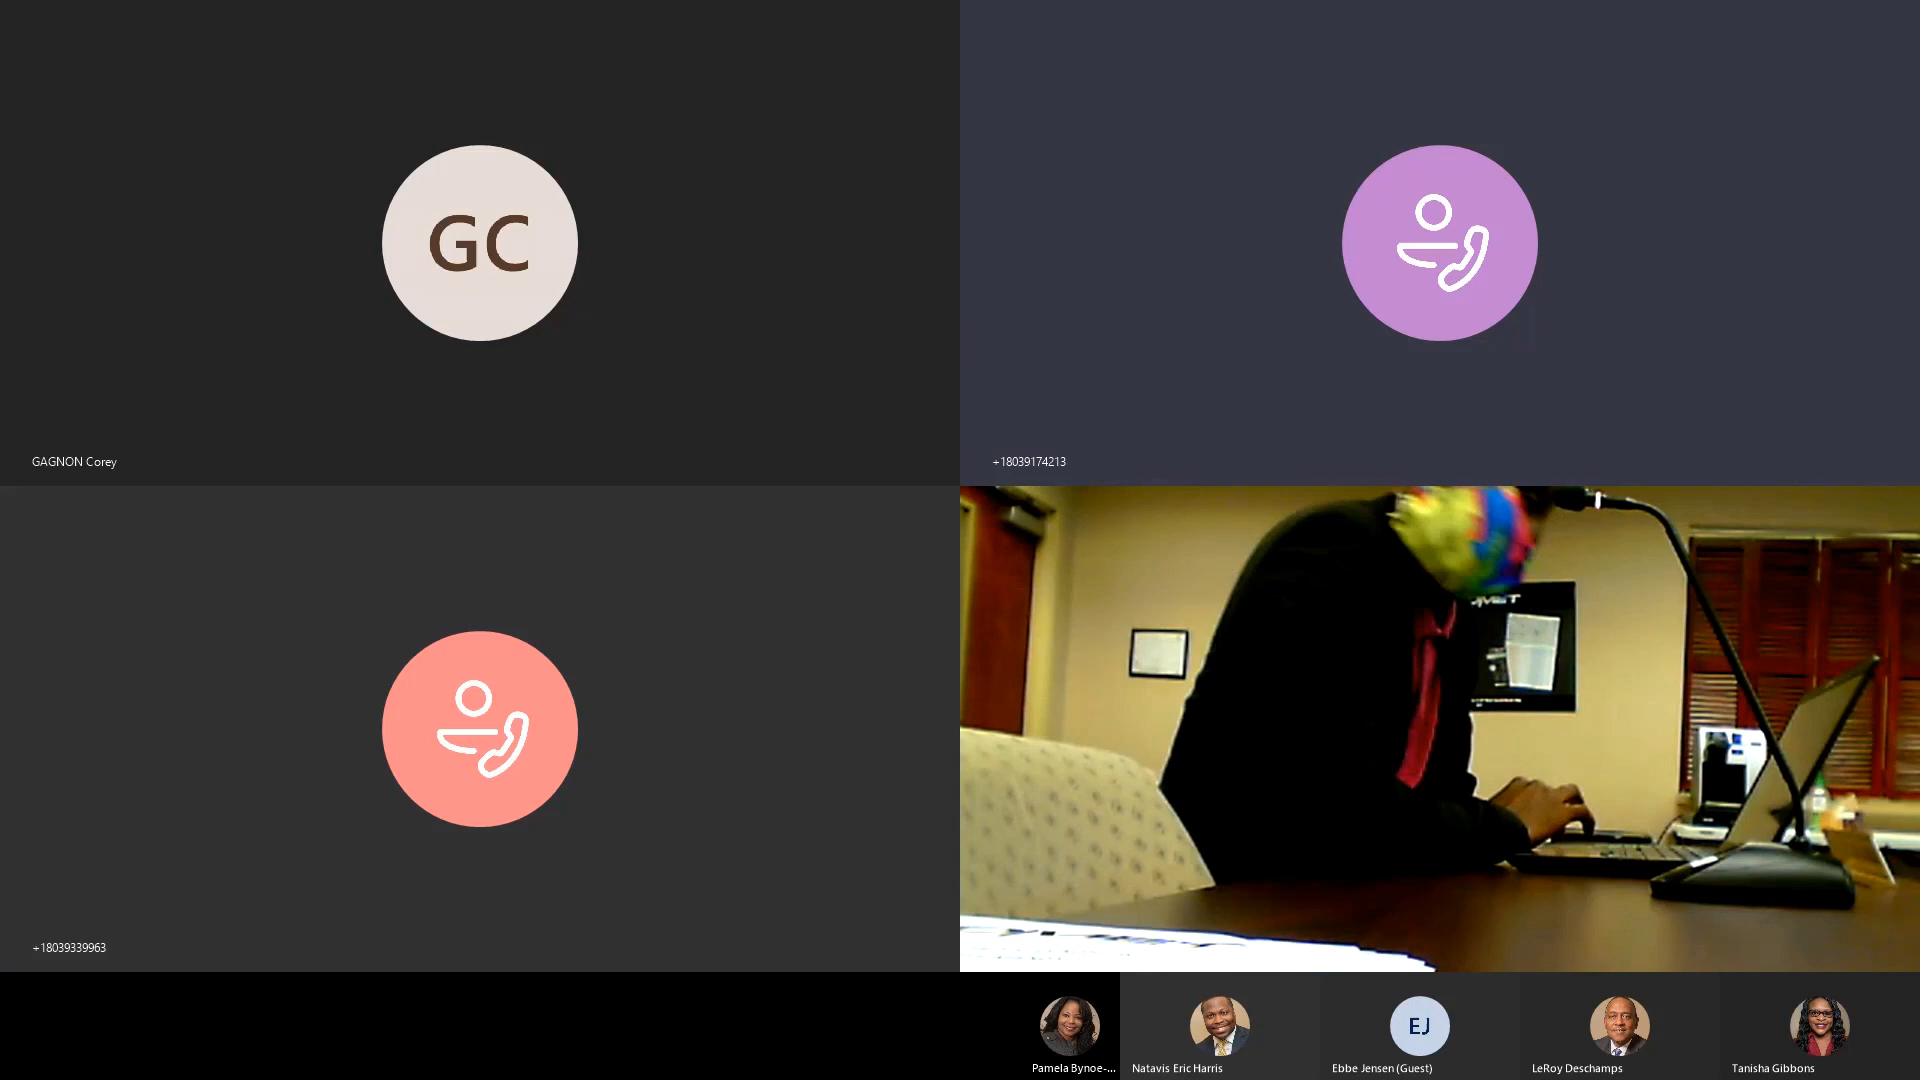 GC
GAGNON Corey
+18039174213
+18039339963
Pamela Bynoe-...
Natavis Eric Harris
EJ
Ebbe Jensen (Guest)
LeRoy Deschamps
Tanisha Gibbons